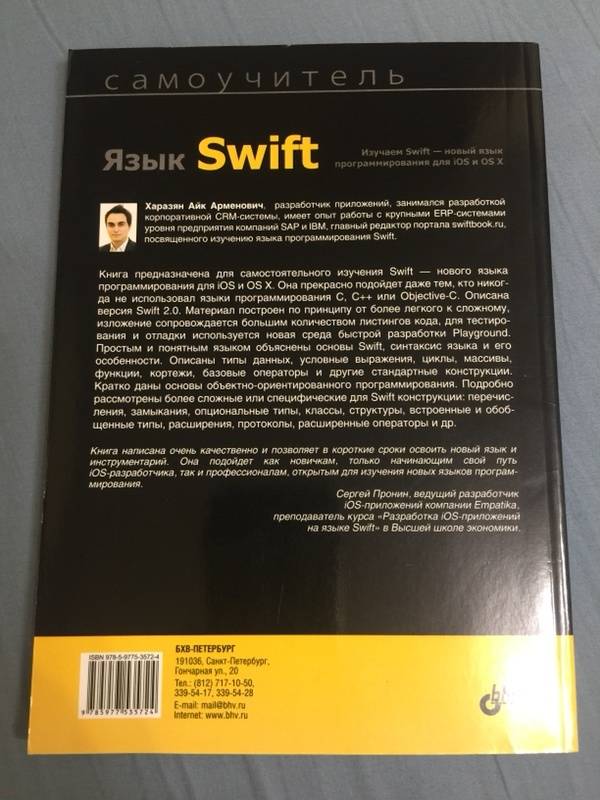 самоучитель
Язык Swift
Изучаем Swift — новый язык
программирования для iOS и OS X
Харазян Айк Арменович, разработчик приложений, занимался разработкой
корпоративной CRM-системы, имеет опыт работы с крупными ERP-системами
уровня предприятия компаний SAP и IBM, главный редактор портала swiftbook.ru,
посвященного изучению языка программирования Swift.
Книга предназначена для самостоятельного изучения Swift — нового языка
программирования для iOS и OS X. Она прекрасно подойдет даже тем, кто никог-
да не использовал языки программирования C, C++ или Objective-C. Описана
версия Swift 2.0. Материал построен по принципу от более легкого к сложному,
изложение сопровождается большим количеством листингов кода, для тестиро-
вания и отладки используется новая среда быстрой разработки Playground.
Простым и понятным языком объяснены основы Swift, синтаксис языка и его
особенности. Описаны типы данных, условные выражения, циклы, массивы,
функции, кортежи, базовые операторы и другие стандартные конструкции.
Кратко даны основы объектно-ориентированного программирования. Подробно
рассмотрены более сложные или специфические для Swift конструкции: перечис-
ления, замыкания, опциональные типы, классы, структуры, встроенные и обоб-
щенные типы, расширения, протоколы, расширенные операторы и др.
Книга написана очень качественно и позволяет в короткие сроки освоить новый язык и
инструментарий. Она подойдет как новичкам, только начинающим свой путь
iOS-разработчика, так и профессионалам, открытым для изучения новых языков програм-
мирования.
Сергей Пронин, ведущий разработчик
iOS-приложений компании Empatika,
преподаватель курса «Разработка iOS-приложений
на языке Swift» в Высшей школе экономики.
ISBN 978-5-9775-3572-4
9785977535724
БХВ-ПЕТЕРБУРГ
191036, Санкт-Петербург,
Гончарная ул., 20
Тел.: (812) 717-10-50,
339-54-17, 339-54-28
E-mail: mail@bhv.ru
Internet: www.bhv.ru
bhv